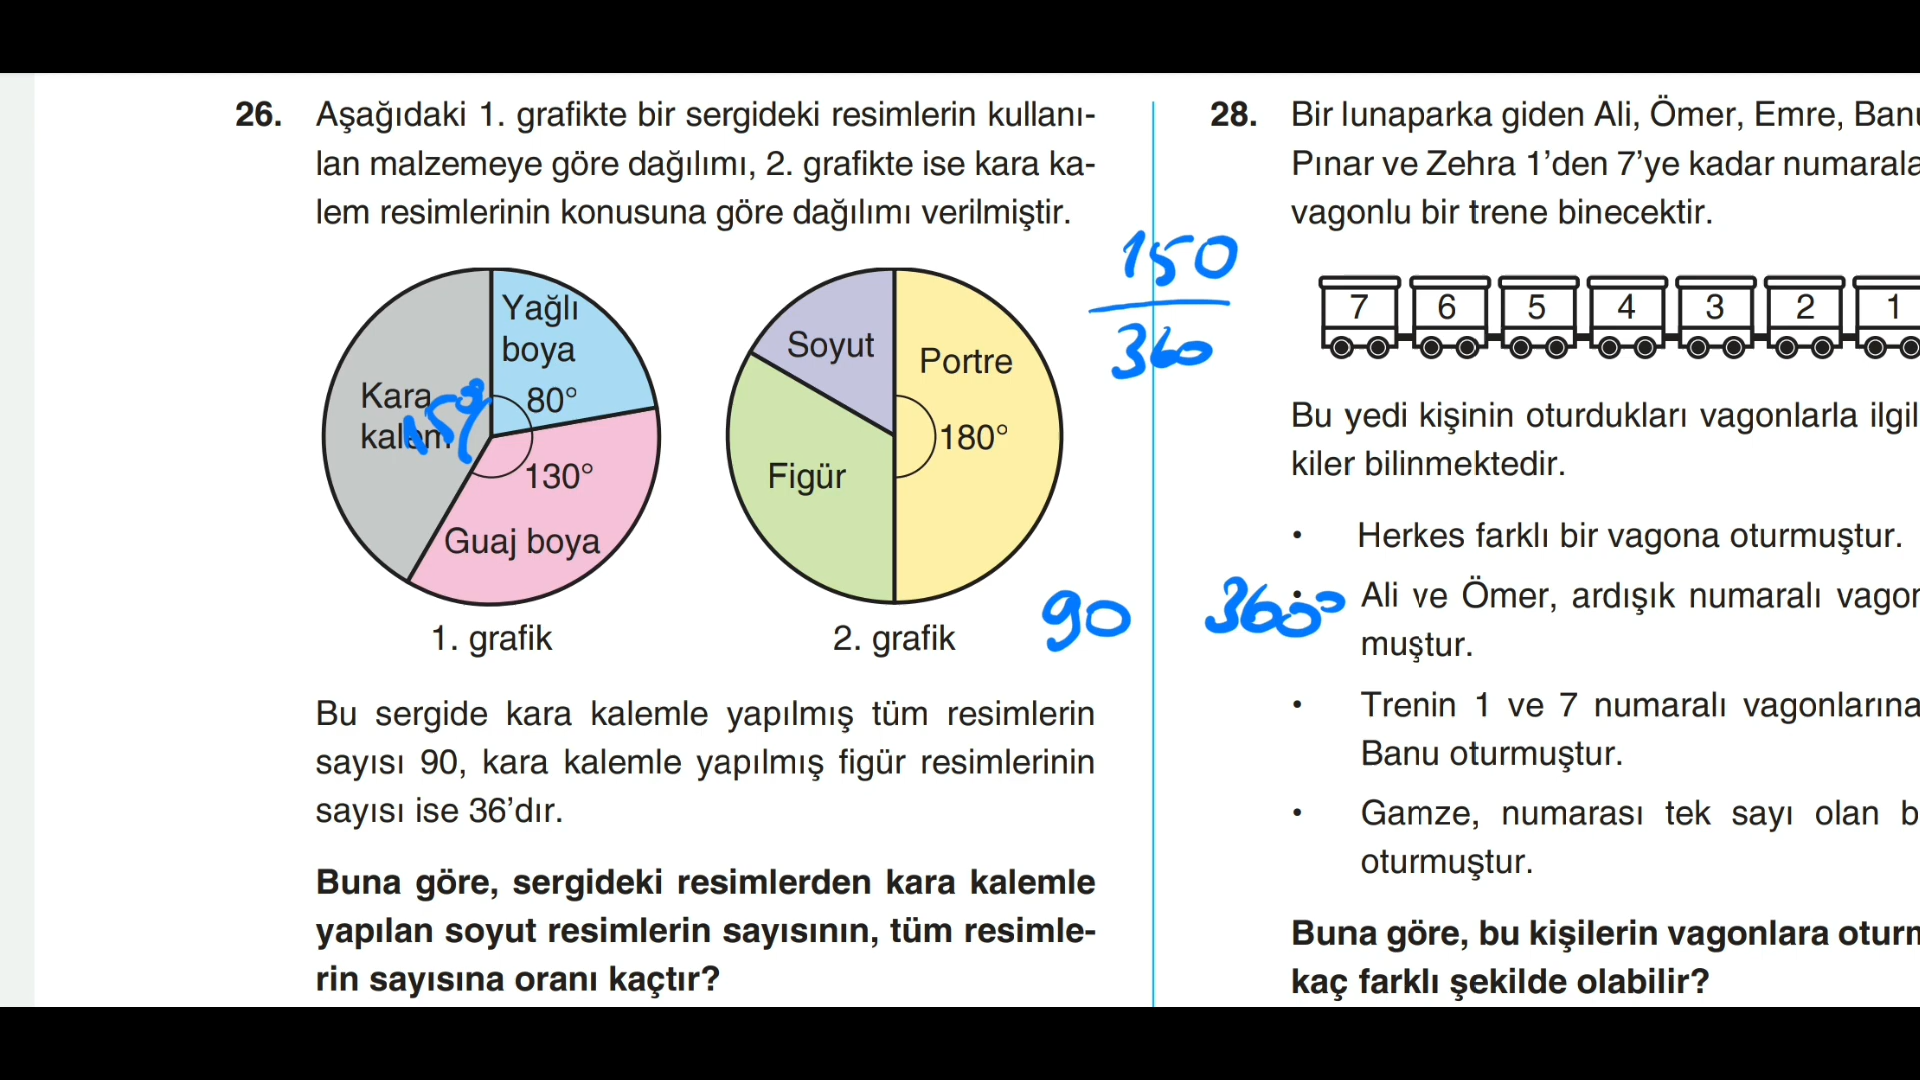 26. Aşağıdaki 1. grafikte bir sergideki resimlerin kullanı-
lan malzemeye göre dağılımı, 2. grafikte ise kara ka-
lem resimlerinin konusuna göre dağılımı verilmiştir.
Yağlı
boya
80°
Kara
kalem
150°
130°
Guaj boya
1. grafik
Soyut
Portre
180°
Figür
2. grafik
150
360
90
360°
Bu sergide kara kalemle yapılmış tüm resimlerin
sayısı 90, kara kalemle yapılmış figür resimlerinin
sayısı ise 36’dır.
Buna göre, sergideki resimlerden kara kalemle
yapılan soyut resimlerin sayısının, tüm resimle-
rin sayısına oranı kaçtır?
28. Bir lunaparka giden Ali, Ömer, Emre,
Pınar ve Zehra 1’den 7’ye kadar
vagonlu bir trene binecektir.
7 6 5 4 3 2 1
Bu yedi kişinin oturdukları vagonlarla
kiler bilinmektedir.
• Herkes farklı bir vagona oturmuştur.
• Ali ve Ömer, ardışık numaralı
muştur.
• Trenin 1 ve 7 numaralı vagonlarına
Banu oturmuştur.
• Gamze, numarası tek sayı olan
oturmuştur.
Buna göre, bu kişilerin vagonlara
kaç farklı şekilde olabilir?